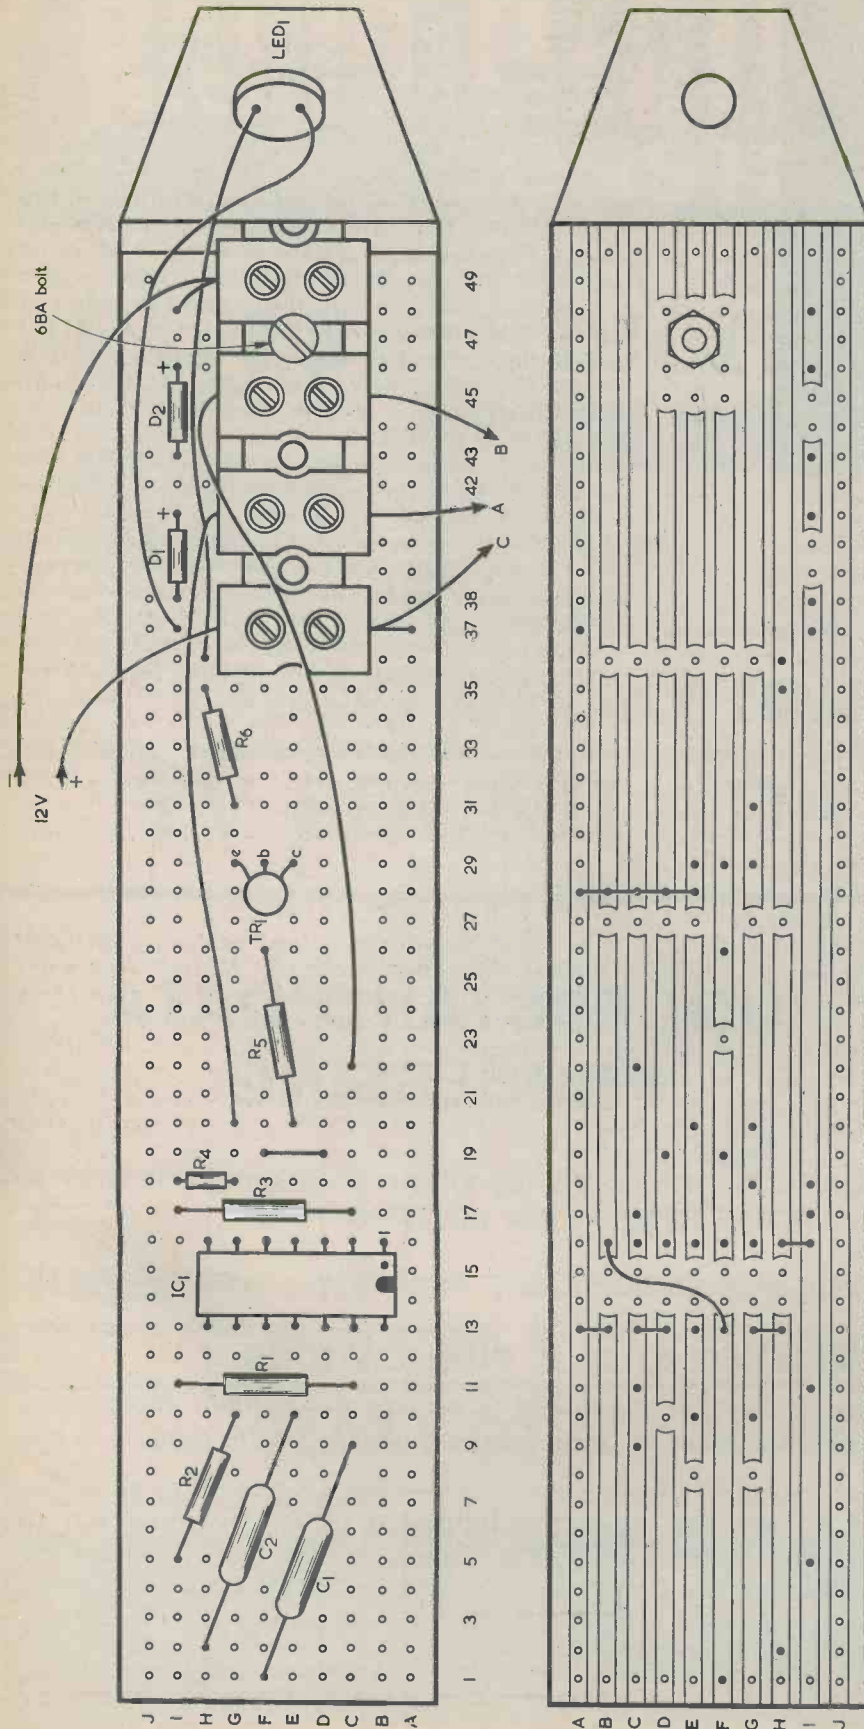 LED1
6BA bolt
D2
+
D1
+
B
A
C
−
12V
+
R6
e
b
c
TR1
R5
R4
R3
1
IC1
R1
R2
C2
C1
J
I
H
G
F
E
D
C
B
A
1
3
5
7
9
11
13
15
17
19
21
23
25
27
29
31
33
35
37
38
42
43
45
47
49
A
B
C
D
E
F
G
H
I
J